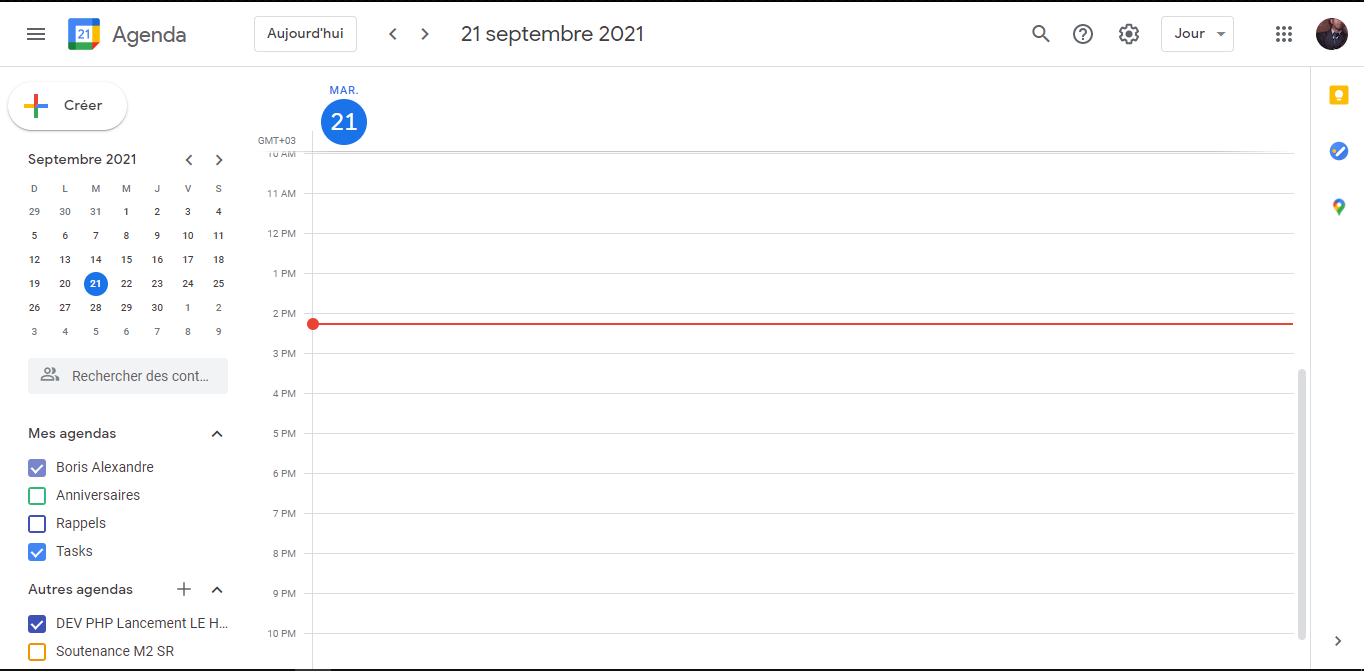 21 Agenda Aujourd'hui 21 septembre 2021 Jour
Créer
MAR.
21
GMT+03
Septembre 2021
D L M M J V S
29 30 31 1 2 3 4
5 6 7 8 9 10 11
12 13 14 15 16 17 18
19 20 21 22 23 24 25
26 27 28 29 30 1 2
3 4 5 6 7 8 9
Rechercher des cont...
Mes agendas
Boris Alexandre
Anniversaires
Rappels
Tasks
Autres agendas
DEV PHP Lancement LE H...
Soutenance M2 SR
10 AM
11 AM
12 PM
1 PM
2 PM
3 PM
4 PM
5 PM
6 PM
7 PM
8 PM
9 PM
10 PM